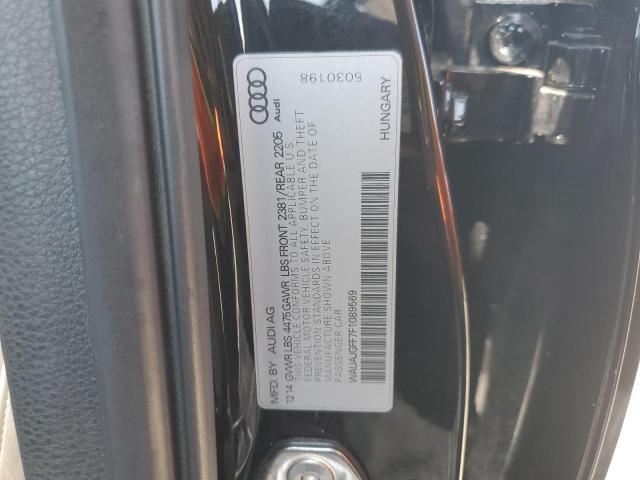 MFD. BY AUDI AG
12 14 GVWR LBS 4475 GAWR LBS FRONT 2381/REAR 2205
THIS VEHICLE CONFORMS TO ALL APPLICABLE U.S.
FEDERAL MOTOR VEHICLE SAFETY, BUMPER AND THEFT
PREVENTION STANDARDS IN EFFECT ON THE DATE OF
MANUFACTURE SHOWN ABOVE
PASSENGER CAR
WAUAJGFF7F1089569
Audi
5030198
HUNGARY